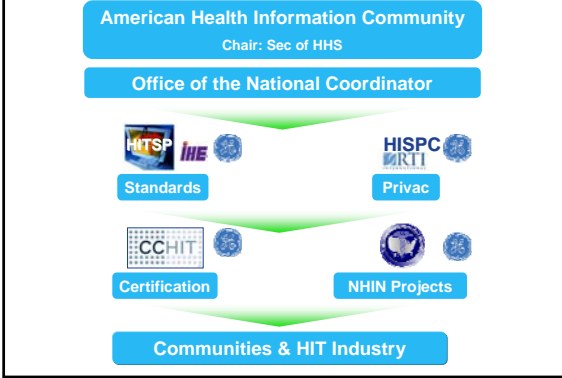 American Health Information Community
Chair: Sec of HHS
Office of the National Coordinator
HITSP IHE
HISPC
RTI
INTERNATIONAL
Standards
Privac
CCHIT
Certification
NHIN Projects
Communities & HIT Industry